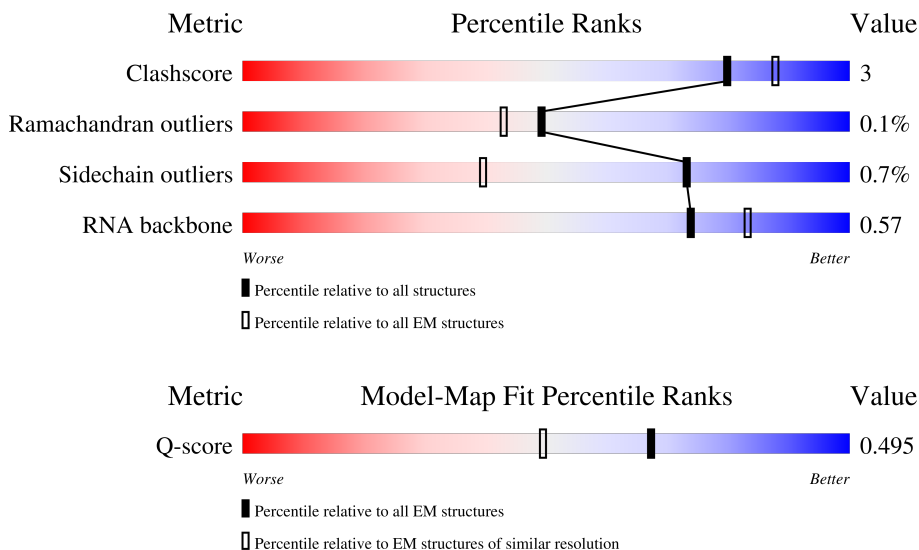 Metric Percentile Ranks Value
Clashscore 3
Ramachandran outliers 0.1%
Sidechain outliers 0.7%
RNA backbone 0.57
Worse Better
Percentile relative to all structures
Percentile relative to all EM structures
Metric Model-Map Fit Percentile Ranks Value
Q-score 0.495
Worse Better
Percentile relative to all EM structures
Percentile relative to EM structures of similar resolution